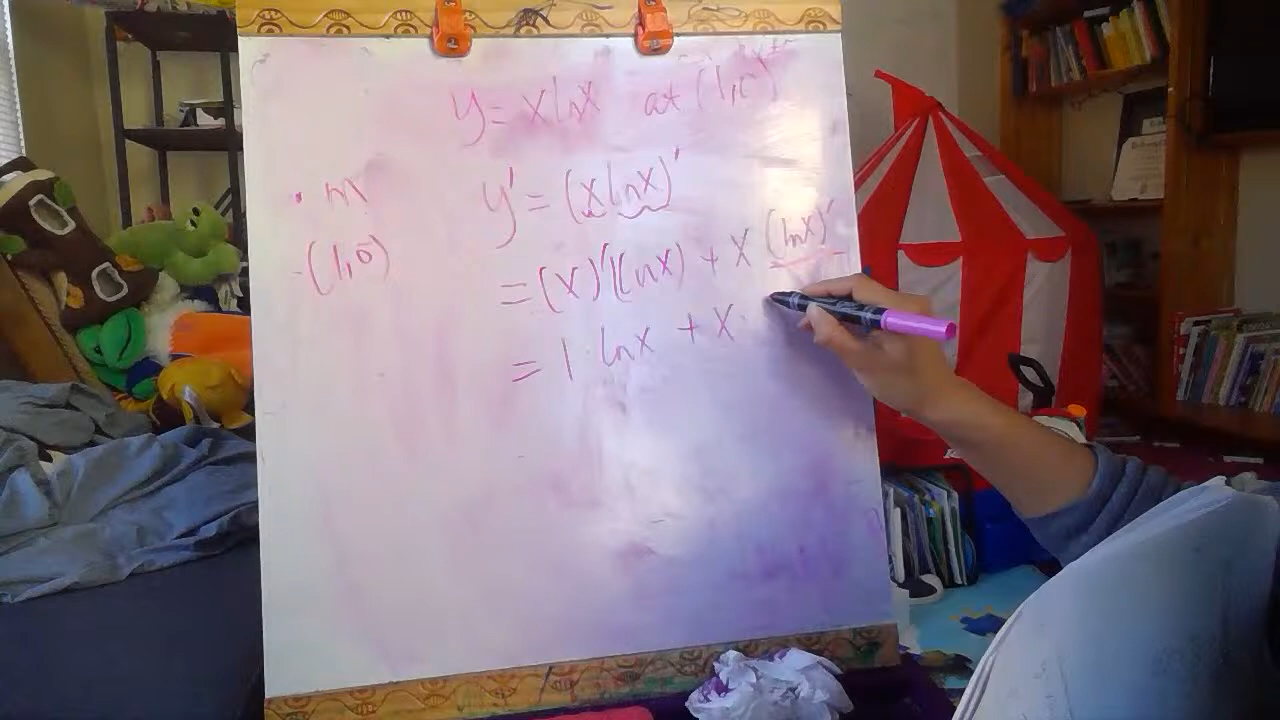 y = x ln x at (1,0)
• m
y' = (x ln x)'
(1,0)
= (x)'(ln x) + x (ln x)'
= 1 · ln x + x ·